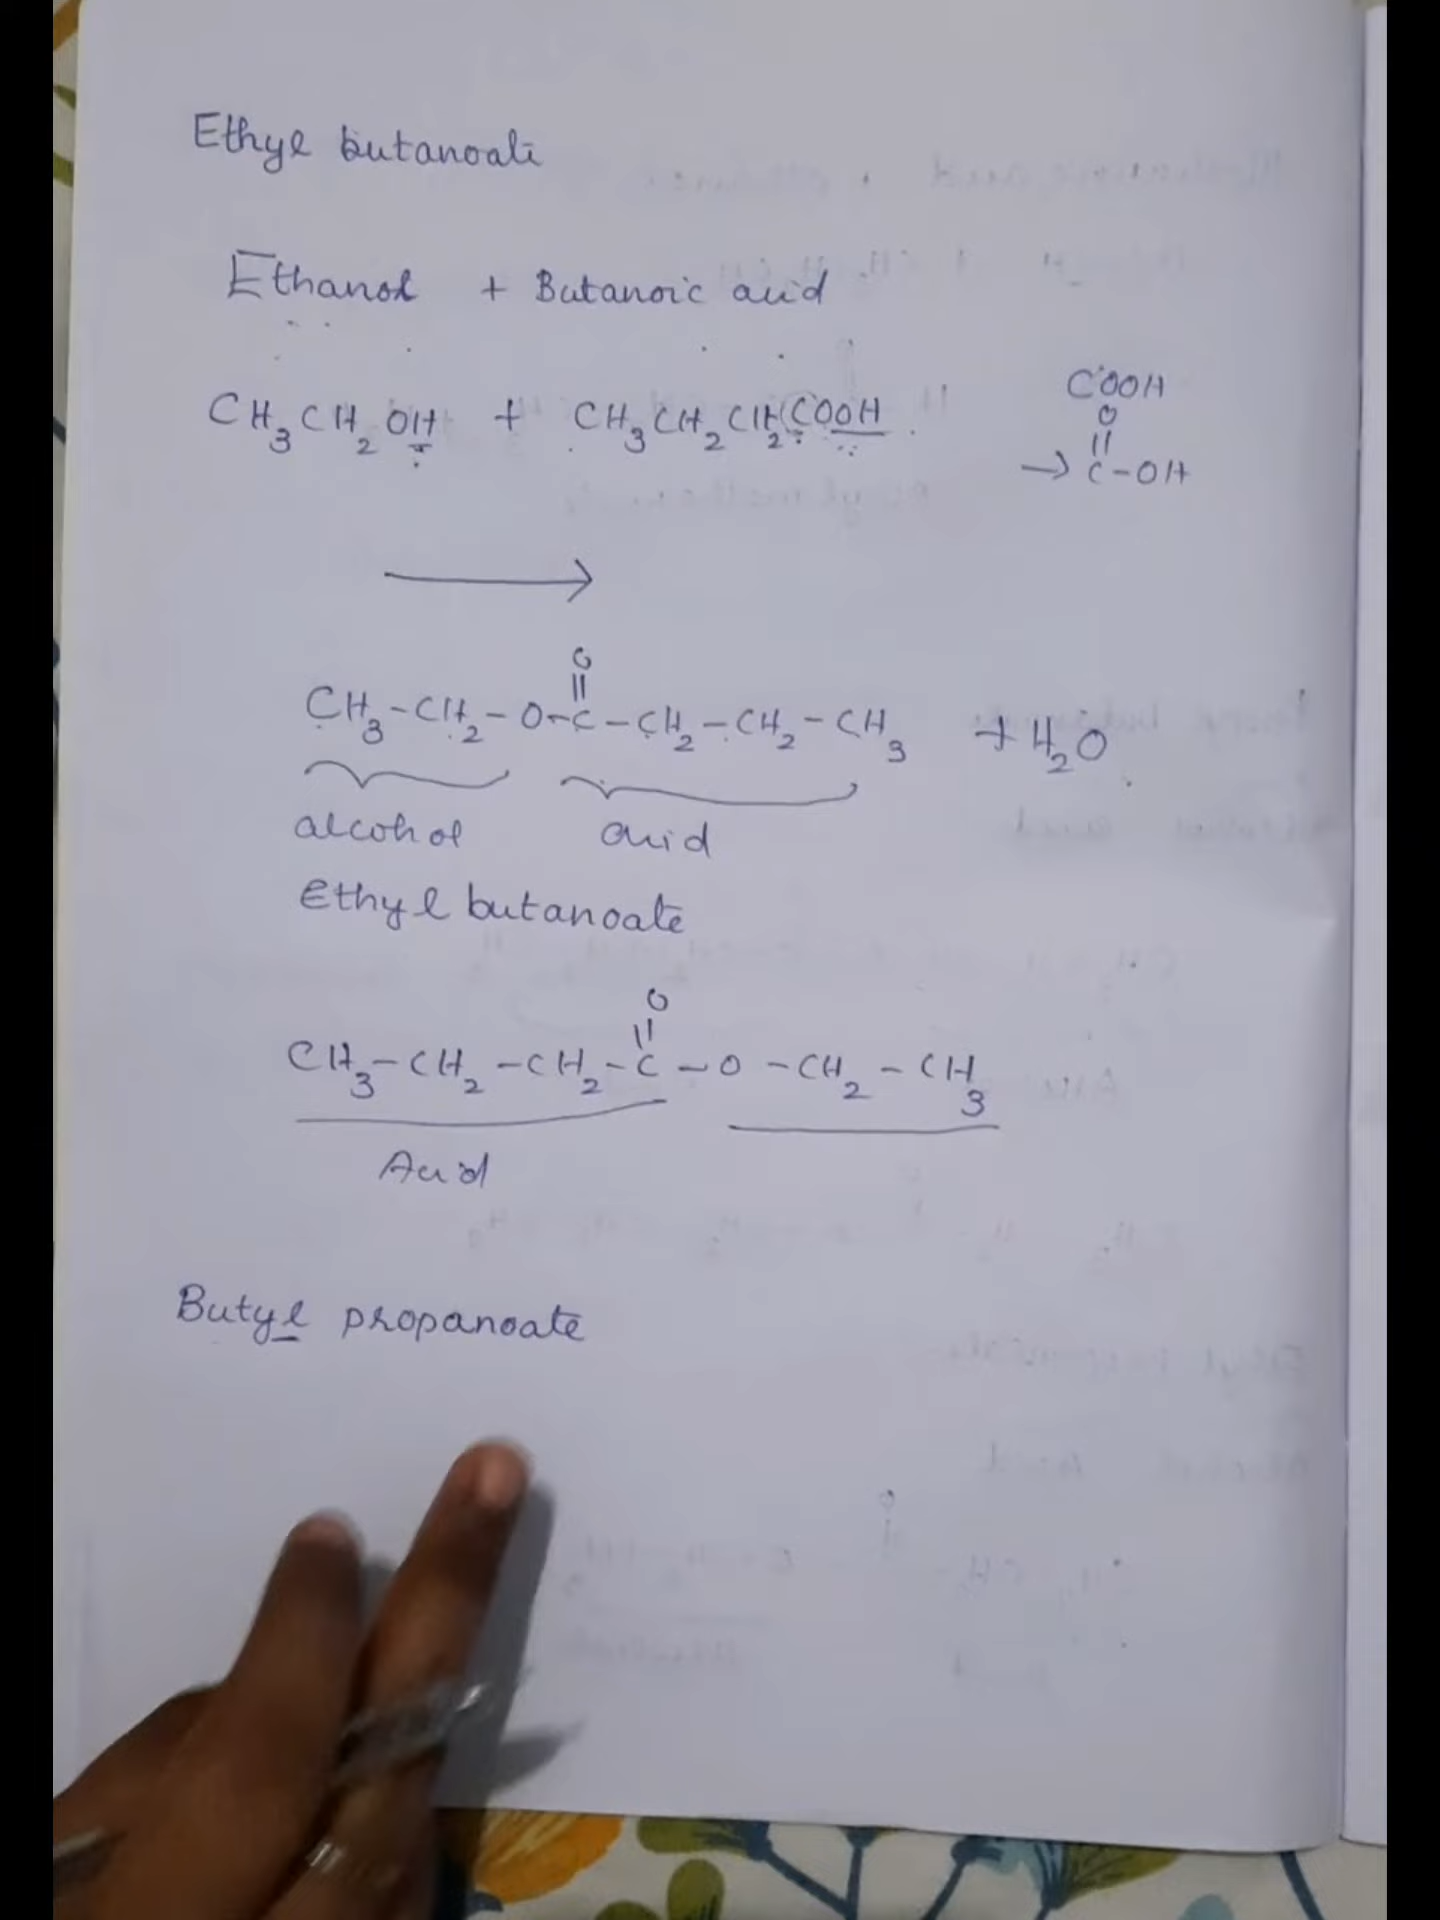 Ethyl butanoate
Ethanol + Butanoic acid
CH₃CH₂OH + CH₃CH₂CH₂COOH
COOH
O
||
→ C-OH
→
O
||
CH₃-CH₂-O-C-CH₂-CH₂-CH₃ + H₂O
alcohol acid
Ethyl butanoate
O
||
CH₃-CH₂-CH₂-C-O-CH₂-CH₃
Acid
Butyl propanoate